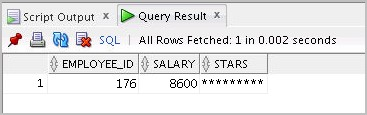 Script Output x Query Result x
SQL | All Rows Fetched: 1 in 0.002 seconds
EMPLOYEE_ID SALARY STARS
1 176 8600 *********